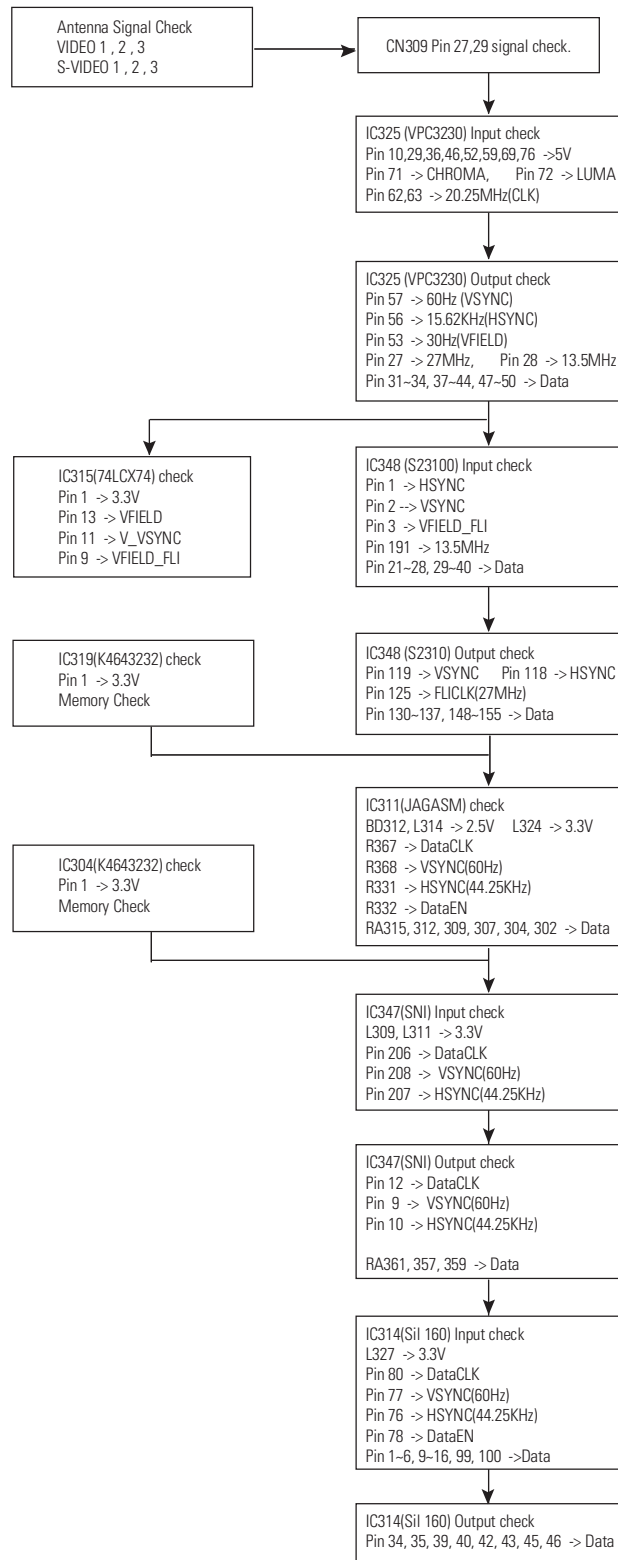 Antenna Signal Check
VIDEO 1 , 2 , 3
S-VIDEO 1 , 2 , 3
CN309 Pin 27,29 signal check.
IC325 (VPC3230) Input check
Pin 10,29,36,46,52,59,69,76 ->5V
Pin 71 -> CHROMA, Pin 72 -> LUMA
Pin 62,63 -> 20.25MHz(CLK)
IC325 (VPC3230) Output check
Pin 57 -> 60Hz (VSYNC)
Pin 56 -> 15.62KHz(HSYNC)
Pin 53 -> 30Hz(VFIELD)
Pin 27 -> 27MHz, Pin 28 -> 13.5MHz
Pin 31~34, 37~44, 47~50 -> Data
IC315(74LCX74) check
Pin 1 -> 3.3V
Pin 13 -> VFIELD
Pin 11 -> V_VSYNC
Pin 9 -> VFIELD_FLI
IC348 (S23100) Input check
Pin 1 -> HSYNC
Pin 2 --> VSYNC
Pin 3 -> VFIELD_FLI
Pin 191 -> 13.5MHz
Pin 21~28, 29~40 -> Data
IC319(K4643232) check
Pin 1 -> 3.3V
Memory Check
IC348 (S2310) Output check
Pin 119 -> VSYNC Pin 118 -> HSYNC
Pin 125 -> FLICLK(27MHz)
Pin 130~137, 148~155 -> Data
IC311(JAGASM) check
BD312, L314 -> 2.5V L324 -> 3.3V
R367 -> DataCLK
R368 -> VSYNC(60Hz)
R331 -> HSYNC(44.25KHz)
R332 -> DataEN
RA315, 312, 309, 307, 304, 302 -> Data
IC304(K4643232) check
Pin 1 -> 3.3V
Memory Check
IC347(SNI) Input check
L309, L311 -> 3.3V
Pin 206 -> DataCLK
Pin 208 -> VSYNC(60Hz)
Pin 207 -> HSYNC(44.25KHz)
IC347(SNI) Output check
Pin 12 -> DataCLK
Pin 9 -> VSYNC(60Hz)
Pin 10 -> HSYNC(44.25KHz)
RA361, 357, 359 -> Data
IC314(Sil 160) Input check
L327 -> 3.3V
Pin 80 -> DataCLK
Pin 77 -> VSYNC(60Hz)
Pin 76 -> HSYNC(44.25KHz)
Pin 78 -> DataEN
Pin 1~6, 9~16, 99, 100 ->Data
IC314(Sil 160) Output check
Pin 34, 35, 39, 40, 42, 43, 45, 46 -> Data